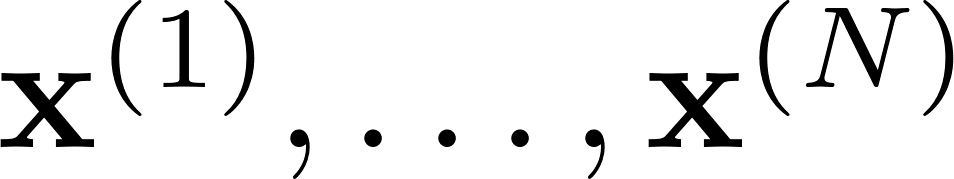 x^(1), ..., x^(N)